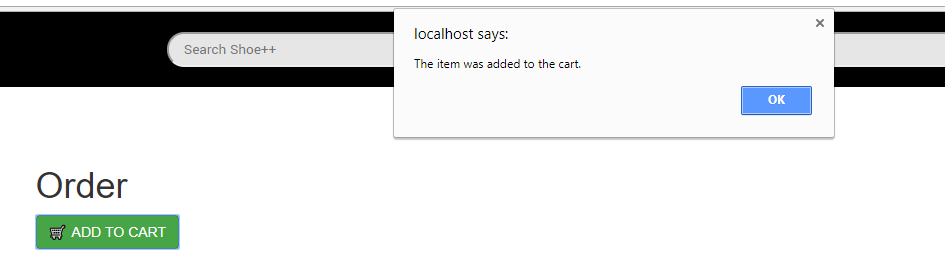 Search Shoe++
localhost says:
The item was added to the cart.
OK
Order
ADD TO CART